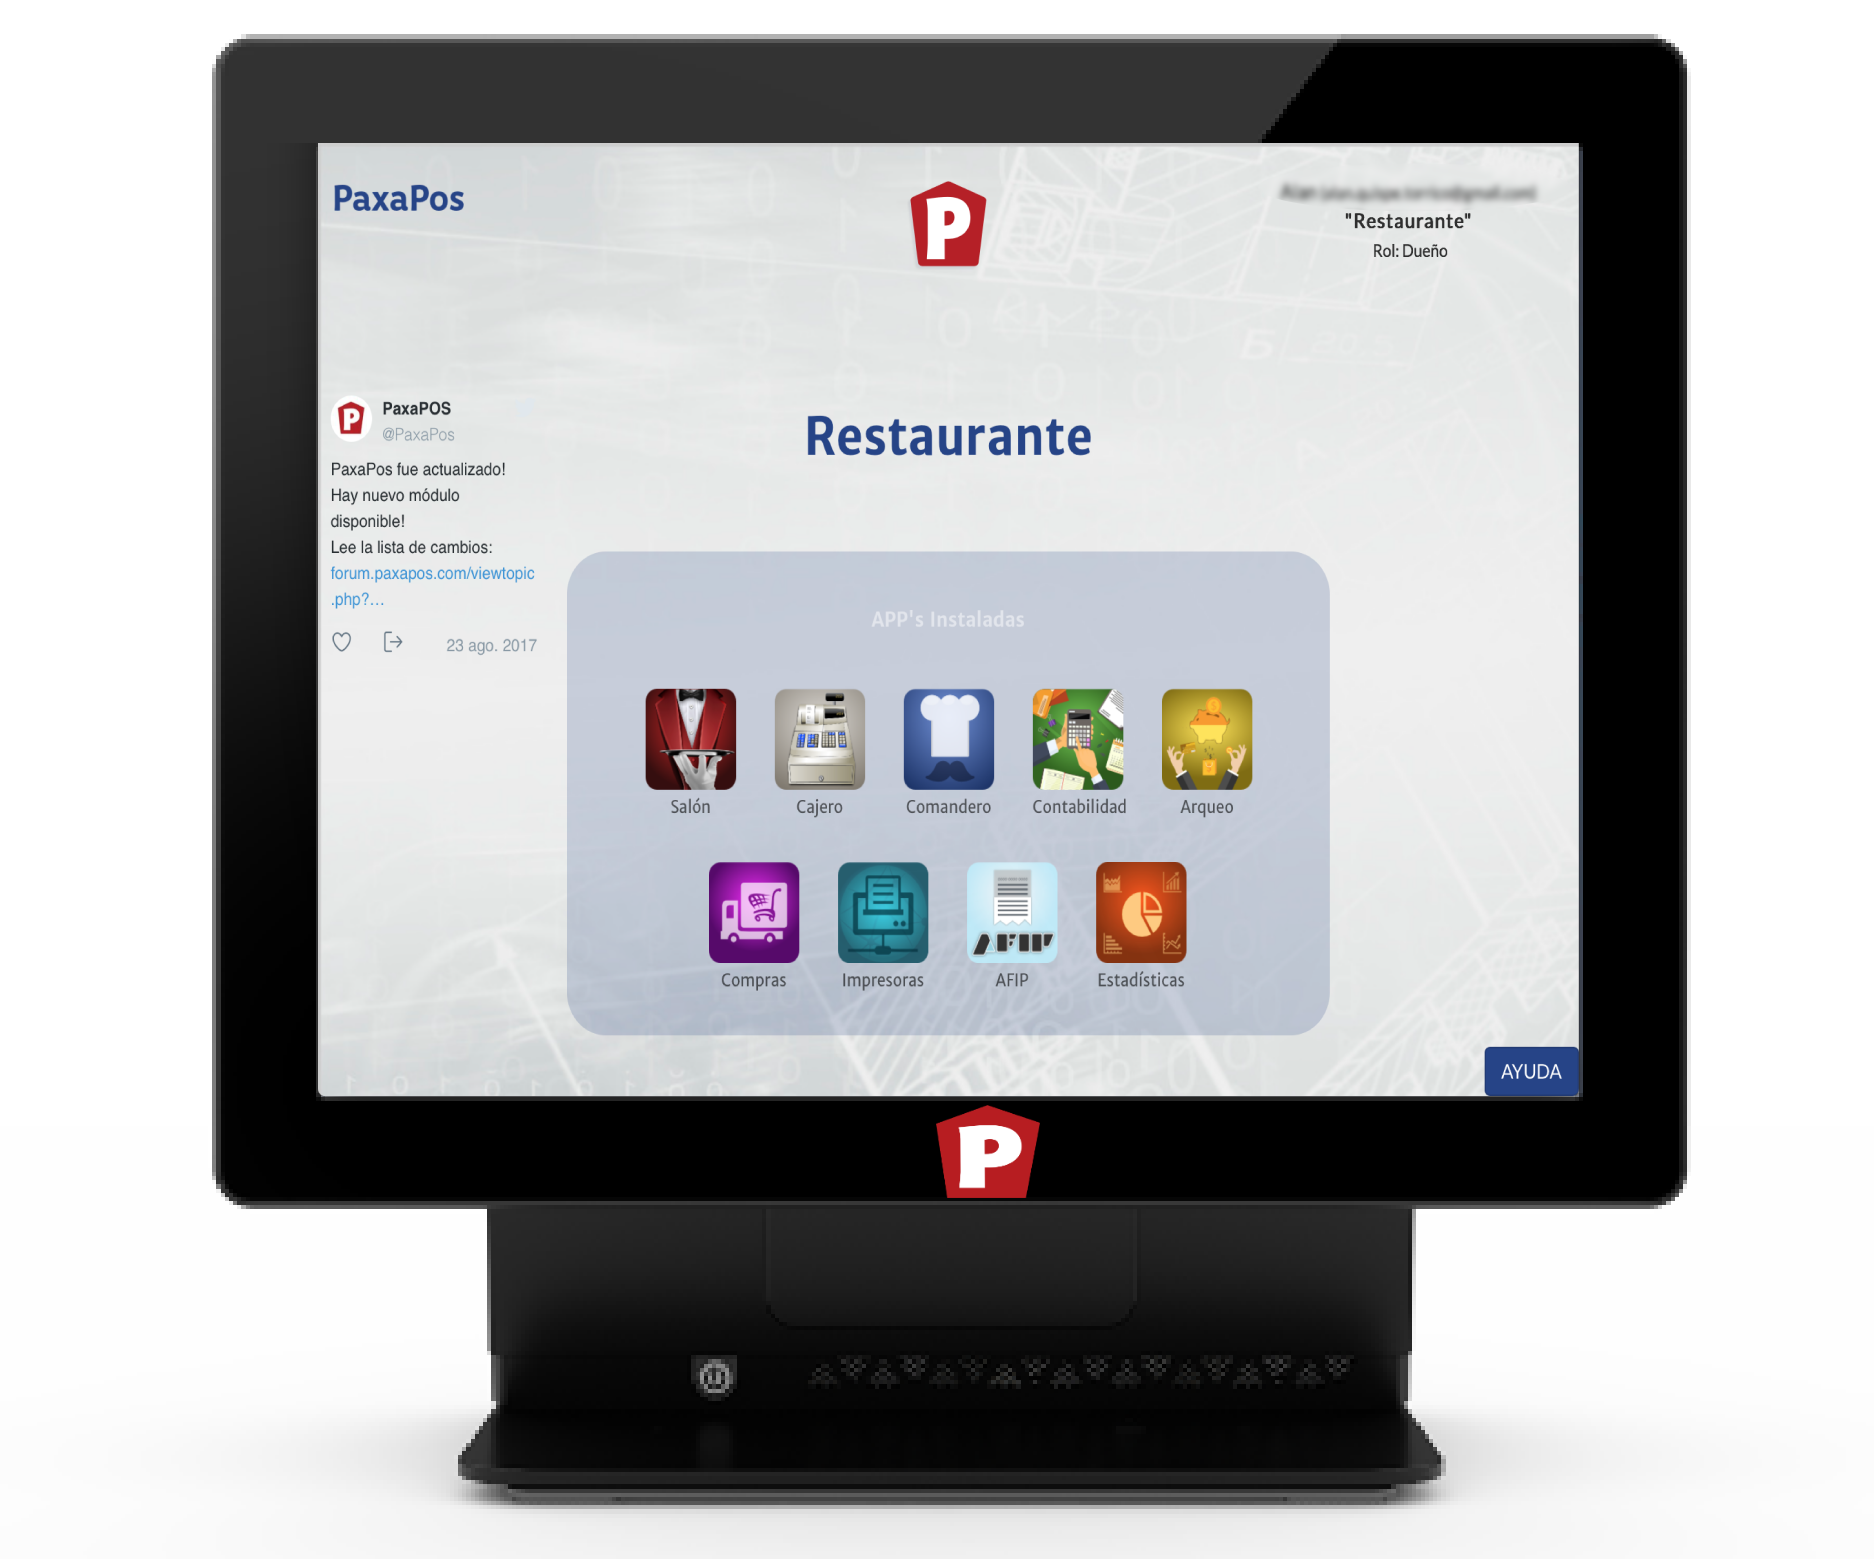 PaxaPos
P
"Restaurante"
Rol: Dueño
P
PaxaPOS
@PaxaPos
PaxaPos fue actualizado!
Hay nuevo módulo
disponible!
Lee la lista de cambios:
forum.paxapos.com/viewtopic
.php?...
23 ago. 2017
Restaurante
APP's Instaladas
Salón
Cajero
Comandero
Contabilidad
Arqueo
AFIP
Compras
Impresoras
AFIP
Estadísticas
AYUDA
P